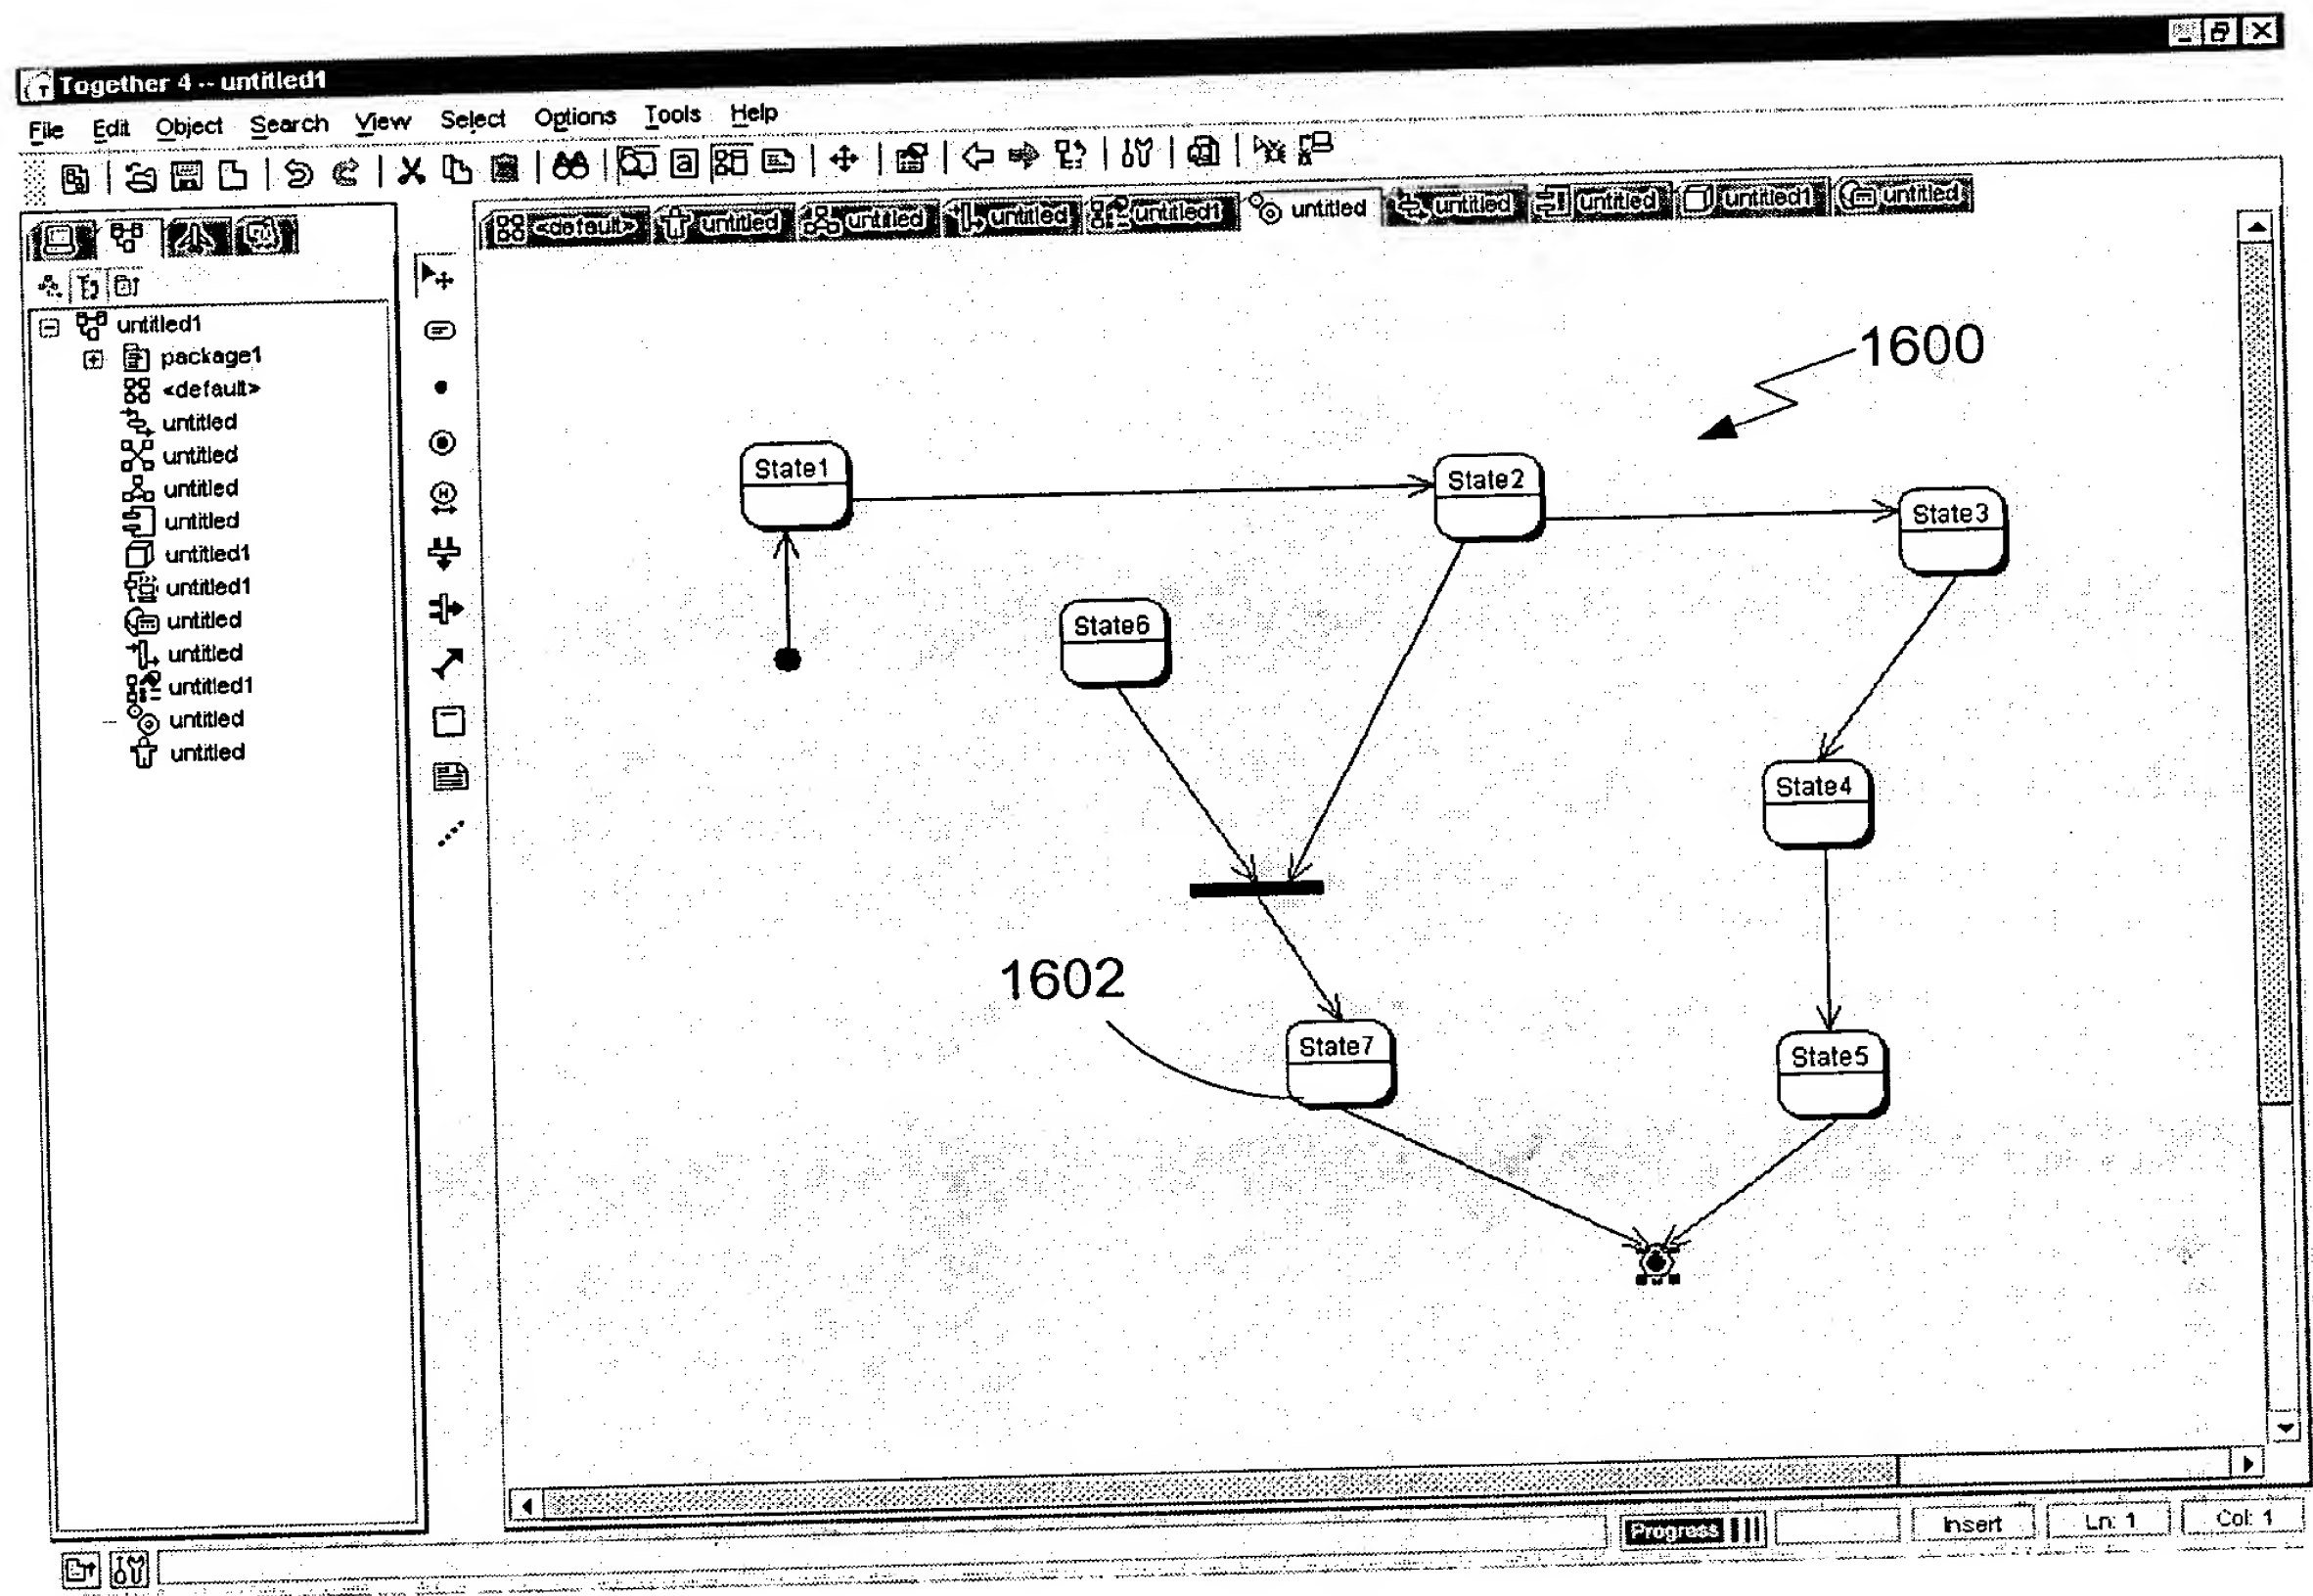 Together 4 -- untitled1
File Edit Object Search View Select Options Tools Help
<default> untitled untitled untitled untitled1 untitled untitled untitled untitled1 untitled
untitled1
package1
<default>
untitled
untitled
untitled
untitled
untitled1
untitled1
untitled
untitled
untitled1
untitled
untitled
1600
State1
State2
State3
State6
State4
1602
State7
State5
Progress
Insert Ln: 1 Col: 1